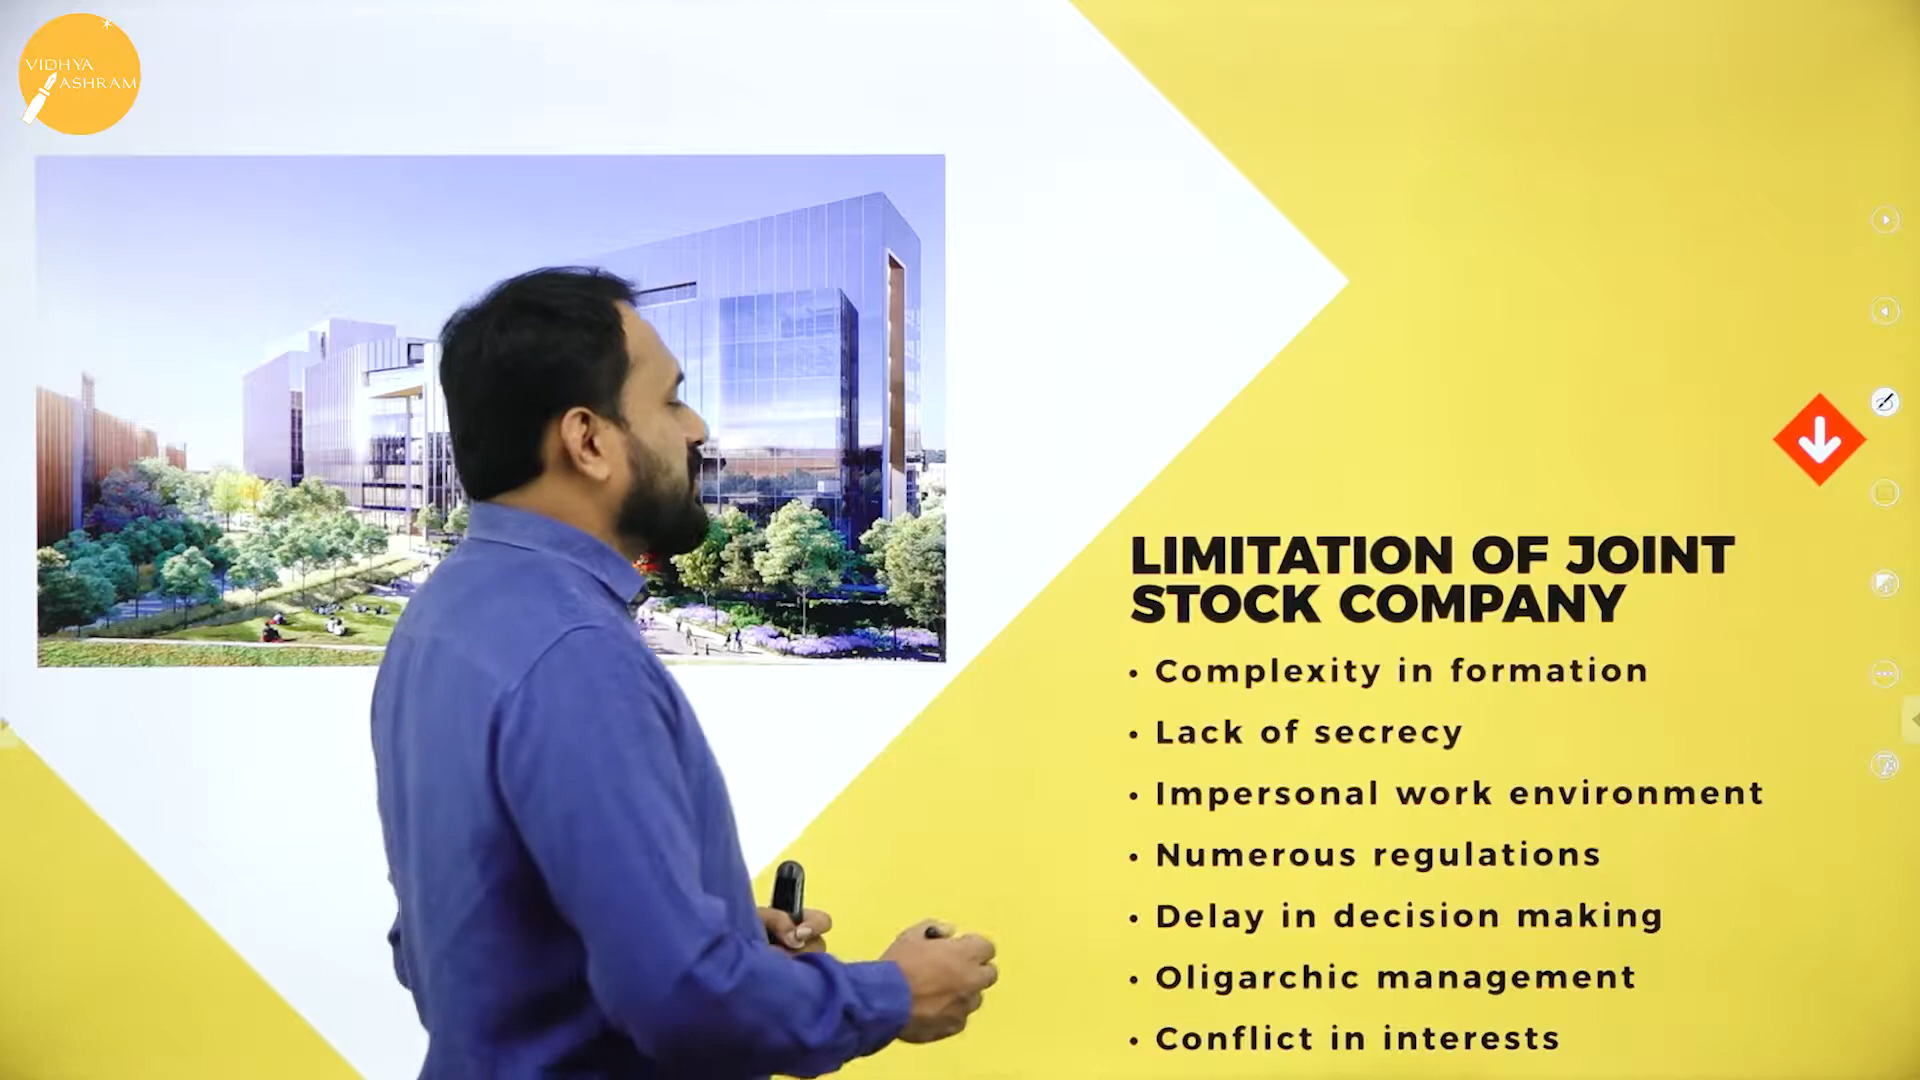 VIDHYA
ASHRAM
LIMITATION OF JOINT
STOCK COMPANY
• Complexity in formation
• Lack of secrecy
• Impersonal work environment
• Numerous regulations
• Delay in decision making
• Oligarchic management
• Conflict in interests